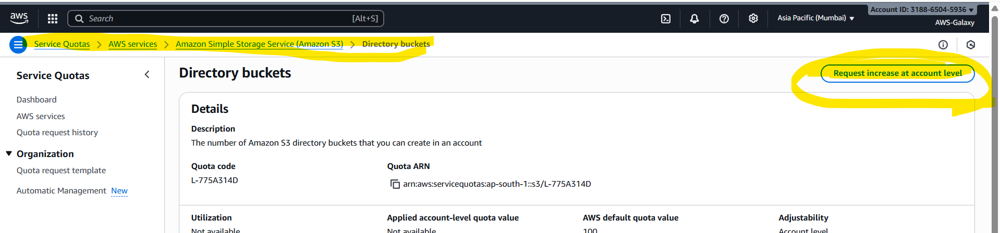 Account ID: 3188-6504-5936
aws
Search [Alt+S]
Asia Pacific (Mumbai)
AWS-Galaxy
Service Quotas > AWS services > Amazon Simple Storage Service (Amazon S3) > Directory buckets
Service Quotas
Dashboard
AWS services
Quota request history
Organization
Quota request template
Automatic Management New
Directory buckets
Request increase at account level
Details
Description
The number of Amazon S3 directory buckets that you can create in an account
Quota code
L-775A314D
Quota ARN
arn:aws:servicequotas:ap-south-1::s3/L-775A314D
Utilization
Not available
Applied account-level quota value
Not available
AWS default quota value
100
Adjustability
Account level